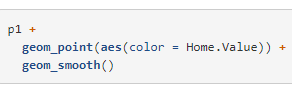 p1 +
  geom_point(aes(color = Home.Value)) +
  geom_smooth()